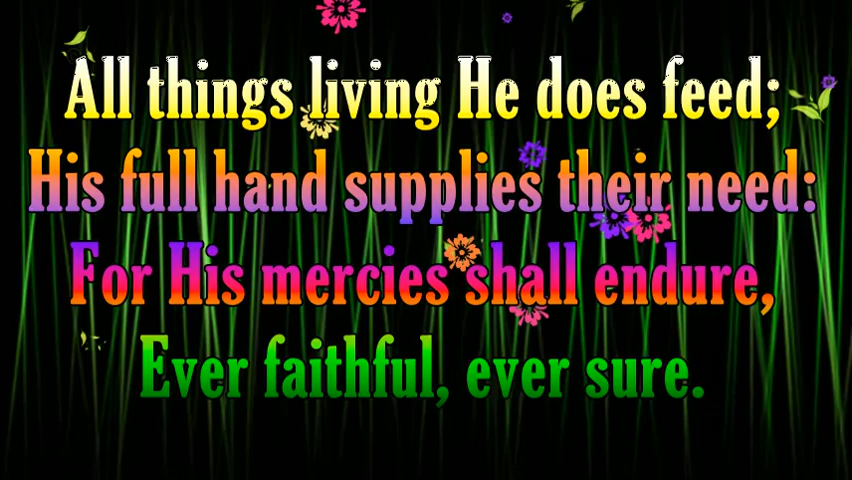 All things living He does feed;
His full hand supplies their need:
For His mercies shall endure,
Ever faithful, ever sure.